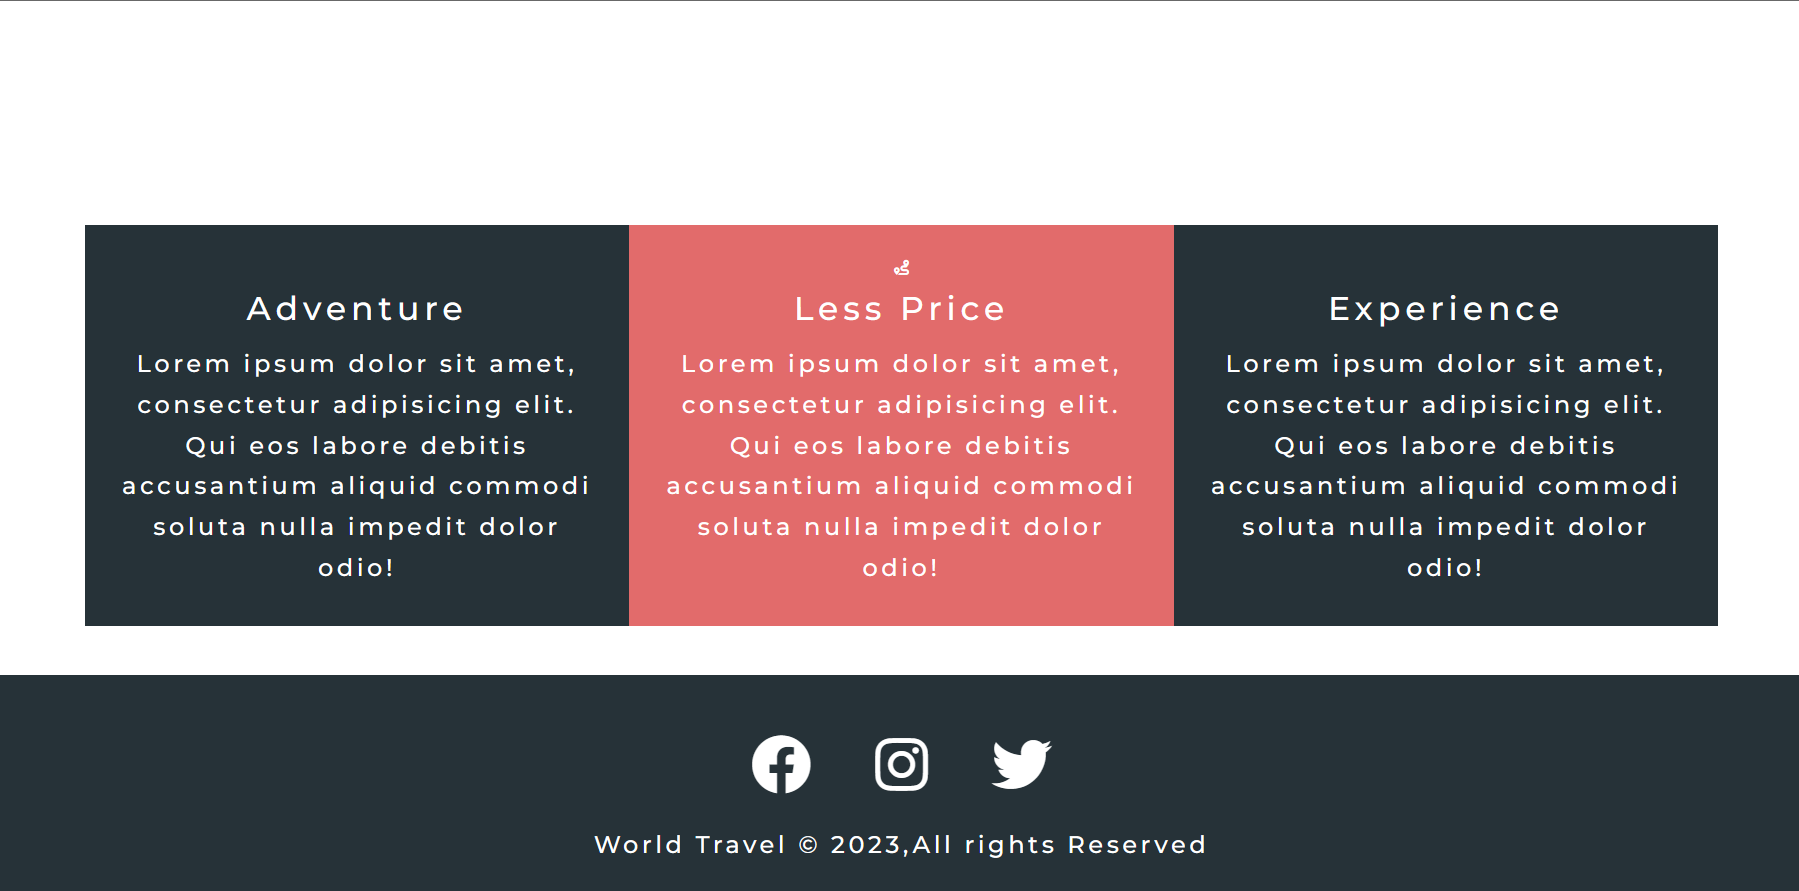 Adventure
Lorem ipsum dolor sit amet,
consectetur adipisicing elit.
Qui eos labore debitis
accusantium aliquid commodi
soluta nulla impedit dolor
odio!
Less Price
Lorem ipsum dolor sit amet,
consectetur adipisicing elit.
Qui eos labore debitis
accusantium aliquid commodi
soluta nulla impedit dolor
odio!
Experience
Lorem ipsum dolor sit amet,
consectetur adipisicing elit.
Qui eos labore debitis
accusantium aliquid commodi
soluta nulla impedit dolor
odio!
World Travel © 2023,All rights Reserved